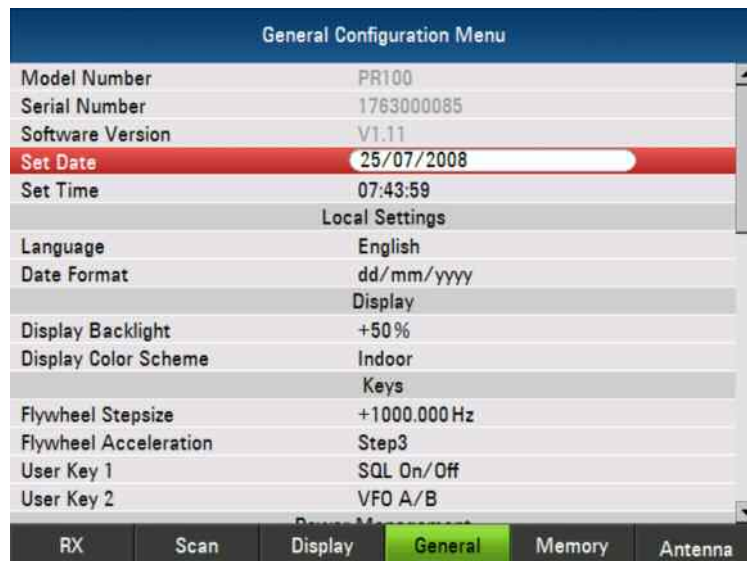 General Configuration Menu
Model Number PR100
Serial Number 1763000085
Software Version V1.11
Set Date 25/07/2008
Set Time 07:43:59
Local Settings
Language English
Date Format dd/mm/yyyy
Display
Display Backlight +50%
Display Color Scheme Indoor
Keys
Flywheel Stepsize +1000.000 Hz
Flywheel Acceleration Step3
User Key 1 SQL On/Off
User Key 2 VFO A/B
Power Management
RX Scan Display General Memory Antenna